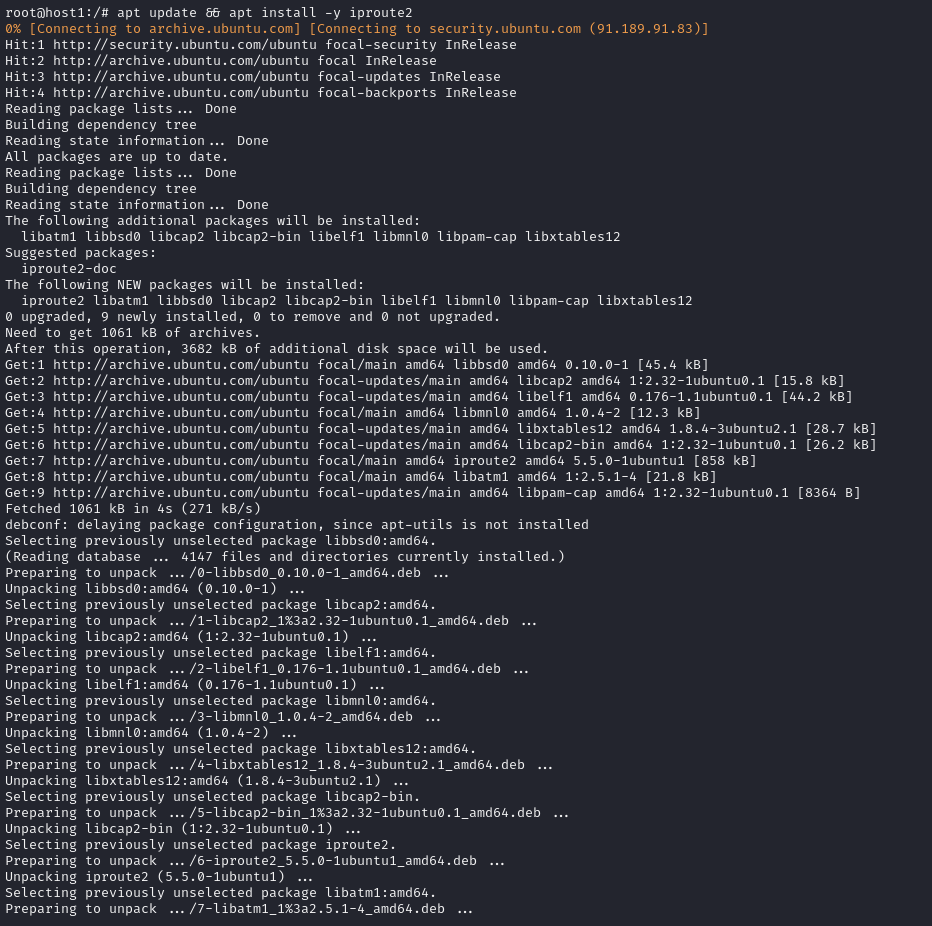 root@host1:/# apt update && apt install -y iproute2
0% [Connecting to archive.ubuntu.com] [Connecting to security.ubuntu.com (91.189.91.83)]
Hit:1 http://security.ubuntu.com/ubuntu focal-security InRelease
Hit:2 http://archive.ubuntu.com/ubuntu focal InRelease
Hit:3 http://archive.ubuntu.com/ubuntu focal-updates InRelease
Hit:4 http://archive.ubuntu.com/ubuntu focal-backports InRelease
Reading package lists... Done
Building dependency tree
Reading state information... Done
All packages are up to date.
Reading package lists... Done
Building dependency tree
Reading state information... Done
The following additional packages will be installed:
  libatm1 libbsd0 libcap2 libcap2-bin libelf1 libmnl0 libpam-cap libxtables12
Suggested packages:
  iproute2-doc
The following NEW packages will be installed:
  iproute2 libatm1 libbsd0 libcap2 libcap2-bin libelf1 libmnl0 libpam-cap libxtables12
0 upgraded, 9 newly installed, 0 to remove and 0 not upgraded.
Need to get 1061 kB of archives.
After this operation, 3682 kB of additional disk space will be used.
Get:1 http://archive.ubuntu.com/ubuntu focal/main amd64 libbsd0 amd64 0.10.0-1 [45.4 kB]
Get:2 http://archive.ubuntu.com/ubuntu focal-updates/main amd64 libcap2 amd64 1:2.32-1ubuntu0.1 [15.8 kB]
Get:3 http://archive.ubuntu.com/ubuntu focal-updates/main amd64 libelf1 amd64 0.176-1.1ubuntu0.1 [44.2 kB]
Get:4 http://archive.ubuntu.com/ubuntu focal/main amd64 libmnl0 amd64 1.0.4-2 [12.3 kB]
Get:5 http://archive.ubuntu.com/ubuntu focal-updates/main amd64 libxtables12 amd64 1.8.4-3ubuntu2.1 [28.7 kB]
Get:6 http://archive.ubuntu.com/ubuntu focal-updates/main amd64 libcap2-bin amd64 1:2.32-1ubuntu0.1 [26.2 kB]
Get:7 http://archive.ubuntu.com/ubuntu focal/main amd64 iproute2 amd64 5.5.0-1ubuntu1 [858 kB]
Get:8 http://archive.ubuntu.com/ubuntu focal/main amd64 libatm1 amd64 1:2.5.1-4 [21.8 kB]
Get:9 http://archive.ubuntu.com/ubuntu focal-updates/main amd64 libpam-cap amd64 1:2.32-1ubuntu0.1 [8364 B]
Fetched 1061 kB in 4s (271 kB/s)
debconf: delaying package configuration, since apt-utils is not installed
Selecting previously unselected package libbsd0:amd64.
(Reading database ... 4147 files and directories currently installed.)
Preparing to unpack .../0-libbsd0_0.10.0-1_amd64.deb ...
Unpacking libbsd0:amd64 (0.10.0-1) ...
Selecting previously unselected package libcap2:amd64.
Preparing to unpack .../1-libcap2_1%3a2.32-1ubuntu0.1_amd64.deb ...
Unpacking libcap2:amd64 (1:2.32-1ubuntu0.1) ...
Selecting previously unselected package libelf1:amd64.
Preparing to unpack .../2-libelf1_0.176-1.1ubuntu0.1_amd64.deb ...
Unpacking libelf1:amd64 (0.176-1.1ubuntu0.1) ...
Selecting previously unselected package libmnl0:amd64.
Preparing to unpack .../3-libmnl0_1.0.4-2_amd64.deb ...
Unpacking libmnl0:amd64 (1.0.4-2) ...
Selecting previously unselected package libxtables12:amd64.
Preparing to unpack .../4-libxtables12_1.8.4-3ubuntu2.1_amd64.deb ...
Unpacking libxtables12:amd64 (1.8.4-3ubuntu2.1) ...
Selecting previously unselected package libcap2-bin.
Preparing to unpack .../5-libcap2-bin_1%3a2.32-1ubuntu0.1_amd64.deb ...
Unpacking libcap2-bin (1:2.32-1ubuntu0.1) ...
Selecting previously unselected package iproute2.
Preparing to unpack .../6-iproute2_5.5.0-1ubuntu1_amd64.deb ...
Unpacking iproute2 (5.5.0-1ubuntu1) ...
Selecting previously unselected package libatm1:amd64.
Preparing to unpack .../7-libatm1_1%3a2.5.1-4_amd64.deb ...